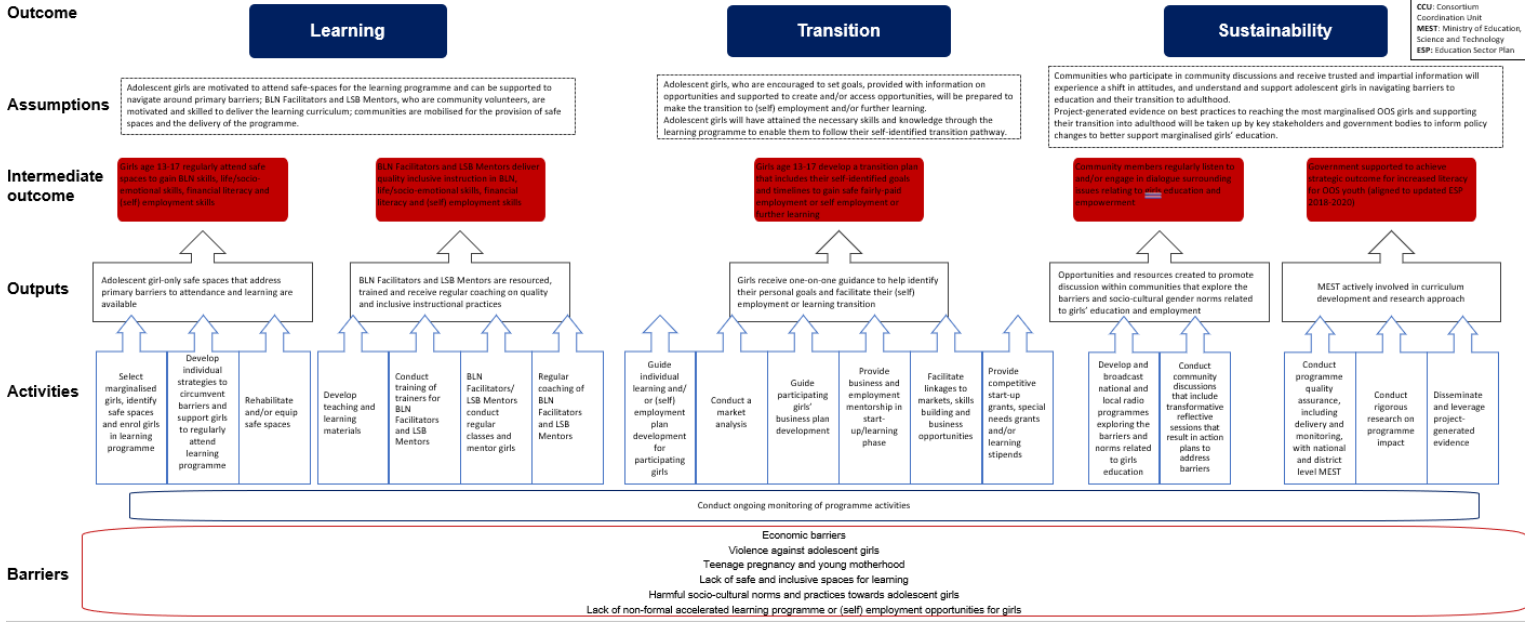 Outcome
Learning
Transition
Sustainability
CCU: Consortium
Coordination Unit
MEST: Ministry of Education,
Science and Technology
ESP: Education Sector Plan
Assumptions
Adolescent girls are motivated to attend safe-spaces for the learning programme and can be supported to
navigate around primary barriers; BLN Facilitators and LSB Mentors, who are community volunteers, are
motivated and skilled to deliver the learning curriculum; communities are mobilised for the provision of safe
spaces and the delivery of the programme.
Adolescent girls, who are encouraged to set goals, provided with information on
opportunities and supported to create and/or access opportunities, will be prepared to
make the transition to (self) employment and/or further learning.
Adolescent girls will have attained the necessary skills and knowledge through the
learning programme to enable them to follow their self-identified transition pathway.
Communities who participate in community discussions and receive trusted and impartial information will
experience a shift in attitudes, and understand and support adolescent girls in navigating barriers to
education and their transition to adulthood.
Project-generated evidence on best practices to reaching the most marginalised OOS girls and supporting
their transition into adulthood will be taken up by key stakeholders and government bodies to inform policy
changes to better support marginalised girls' education.
Intermediate
outcome
Girls age 13-17 regularly attend safe
spaces to gain BLN skills, life/socio-
emotional skills, financial literacy and
(self) employment skills
BLN Facilitators and LSB Mentors deliver
quality inclusive instruction in BLN,
life/socio-emotional skills, financial
literacy and (self) employment skills
Girls age 13-17 develop a transition plan
that includes their self-identified goals
and timelines to gain safe fairly-paid
employment or self employment or
further learning
Community members regularly listen to
and/or engage in dialogue surrounding
issues relating to girls education and
empowerment
Government supported to achieve
strategic outcome for increased literacy
for OOS youth (aligned to updated ESP
2018-2020)
Outputs
Adolescent girl-only safe spaces that address
primary barriers to attendance and learning are
available
BLN Facilitators and LSB Mentors are resourced,
trained and receive regular coaching on quality
and inclusive instructional practices
Girls receive one-on-one guidance to help identify
their personal goals and facilitate their (self)
employment or learning transition
Opportunities and resources created to promote
discussion within communities that explore the
barriers and socio-cultural gender norms related
to girls' education and employment
MEST actively involved in curriculum
development and research approach
Activities
Select
marginalised
girls, identify
safe spaces
and enrol girls
in learning
programme
Develop
individual
strategies to
circumvent
barriers and
support girls
to regularly
attend
learning
programme
Rehabilitate
and/or equip
safe spaces
Develop
teaching and
learning
materials
Conduct
training of
trainers for
BLN
Facilitators
and LSB
Mentors
BLN
Facilitators/
LSB Mentors
conduct
regular
classes and
mentor girls
Regular
coaching of
BLN
Facilitators
and LSB
Mentors
Guide
individual
learning and/
or (self)
employment
plan
development
for
participating
girls
Conduct a
market
analysis
Guide
participating
girls'
business plan
development
Provide
business and
employment
mentorship in
start-
up/learning
phase
Facilitate
linkages to
markets, skills
building and
business
opportunities
Provide
competitive
start-up
grants, special
needs grants
and/or
learning
stipends
Develop and
broadcast
national and
local radio
programmes
exploring the
barriers and
norms related
to girls
education
Conduct
community
discussions
that include
transformative
reflective
sessions that
result in action
plans to
address
barriers
Conduct
programme
quality
assurance,
including
delivery and
monitoring,
with national
and district
level MEST
Conduct
rigorous
research on
programme
impact
Disseminate
and leverage
project-
generated
evidence
Conduct ongoing monitoring of programme activities
Barriers
Economic barriers
Violence against adolescent girls
Teenage pregnancy and young motherhood
Lack of safe and inclusive spaces for learning
Harmful socio-cultural norms and practices towards adolescent girls
Lack of non-formal accelerated learning programme or (self) employment opportunities for girls